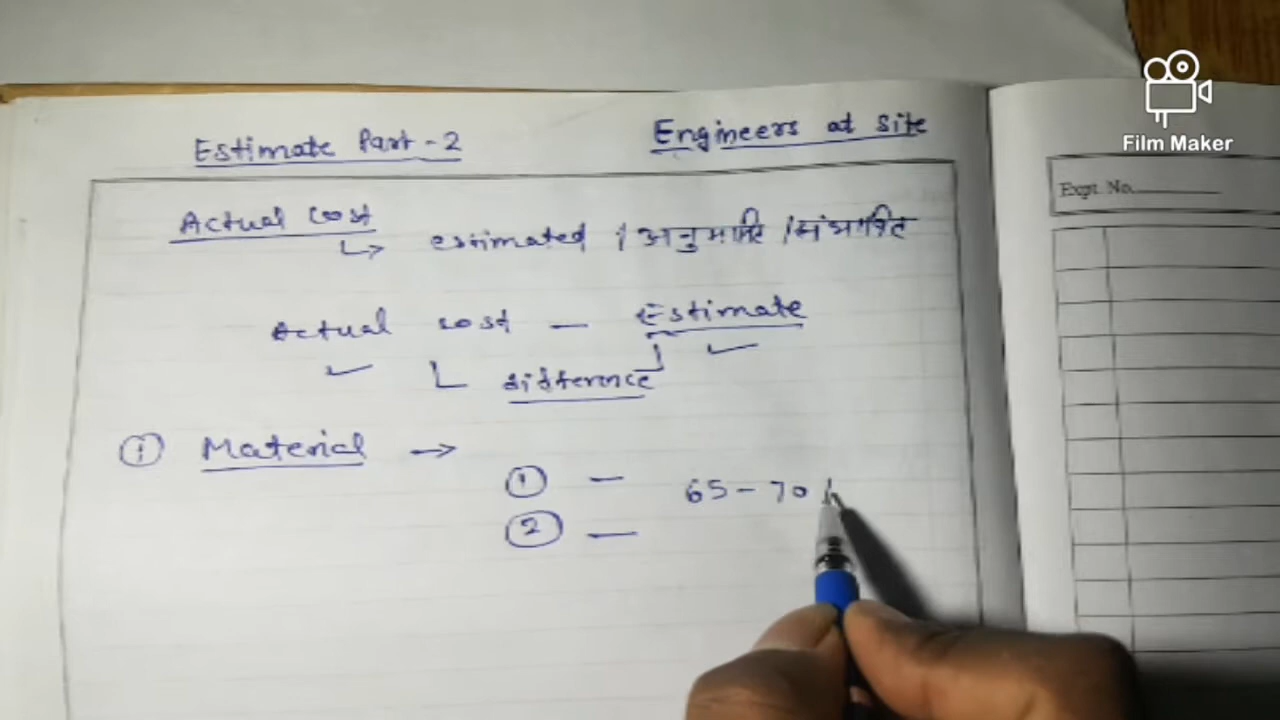 Film Maker
Estimate Part - 2
Engineers at site
Expt. No.
Actual cost
↳ estimated / अनुमानित / संभावित
Actual cost — Estimate
difference
① Material →
① —
65 - 70
② —